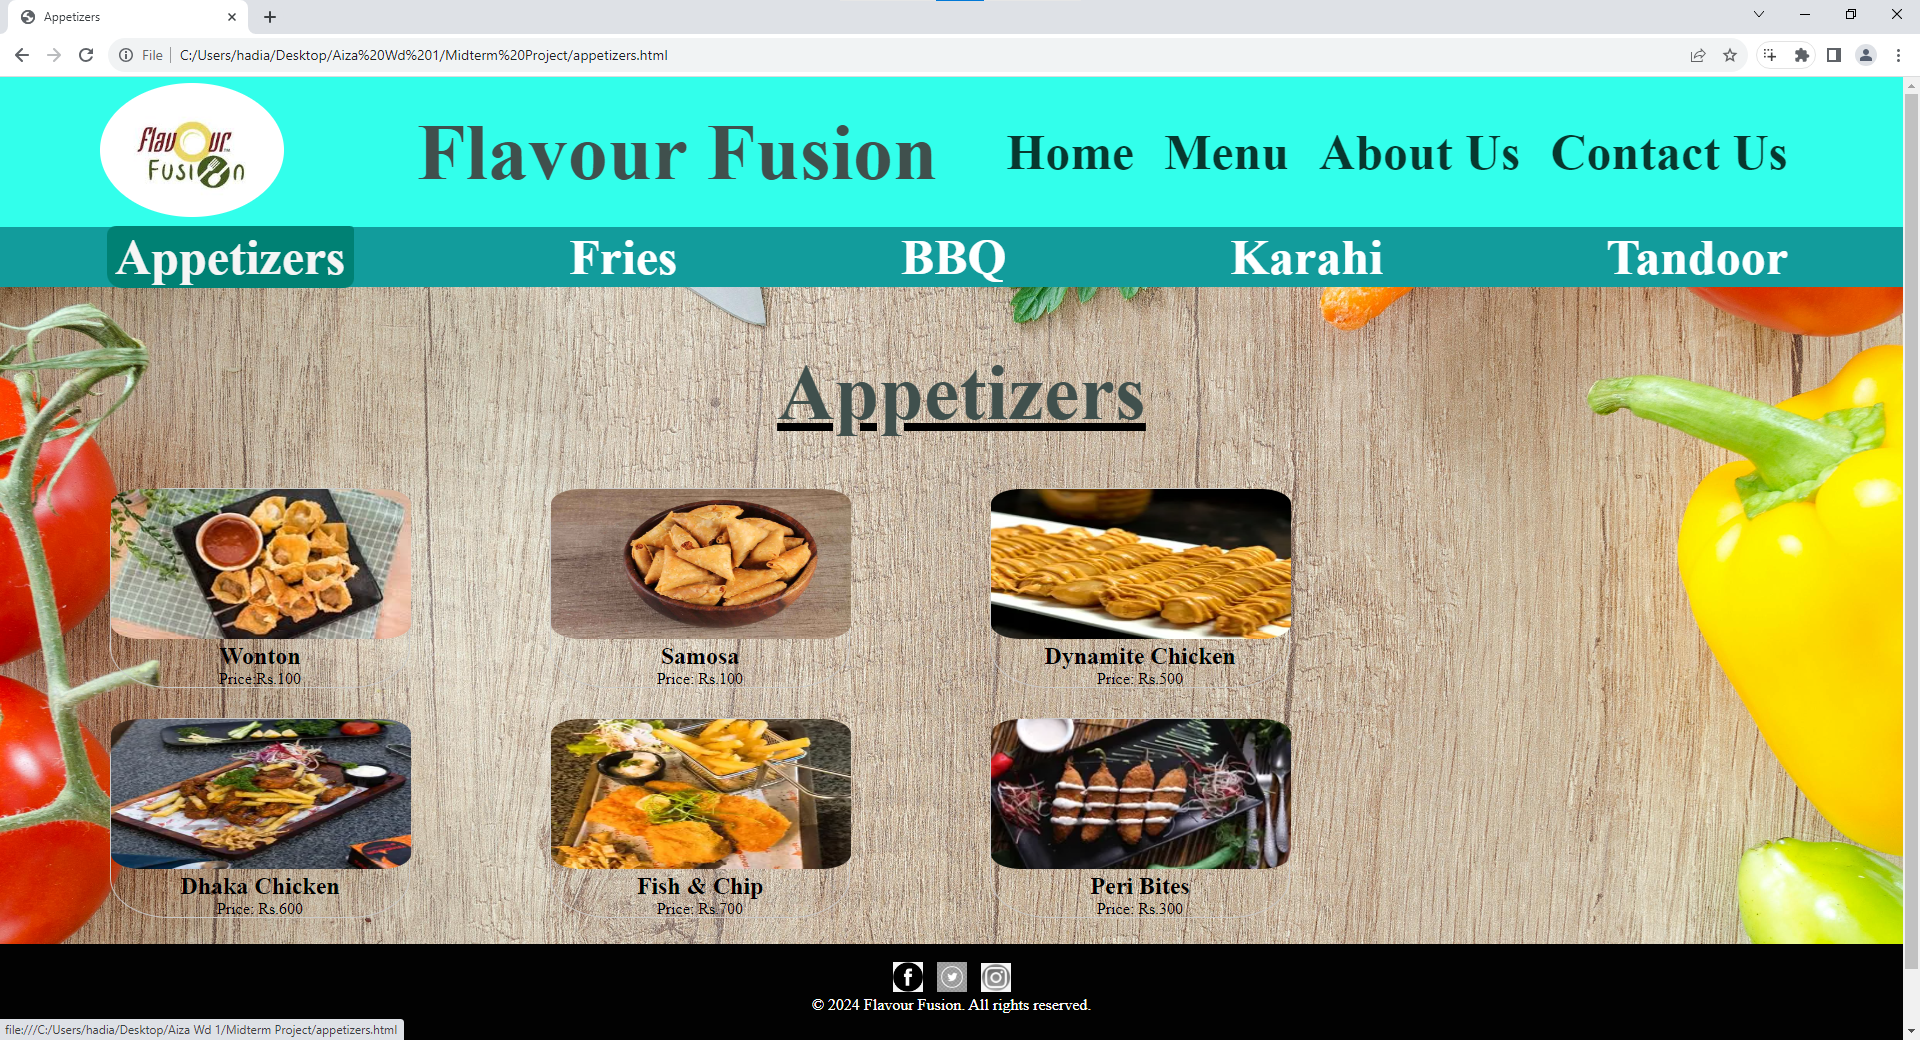 Appetizers
File C:/Users/hadia/Desktop/Aiza%20Wd%201/Midterm%20Project/appetizers.html
flavour
Fusion
Flavour Fusion
Home Menu About Us Contact Us
Appetizers Fries BBQ Karahi Tandoor
Appetizers
Wonton Samosa Dynamite Chicken
Price:Rs.100 Price: Rs.100 Price: Rs.500
Dhaka Chicken Fish & Chip Peri Bites
Price: Rs.600 Price: Rs.700 Price: Rs.300
© 2024 Flavour Fusion. All rights reserved.
file:///C:/Users/hadia/Desktop/Aiza Wd 1/Midterm Project/appetizers.html